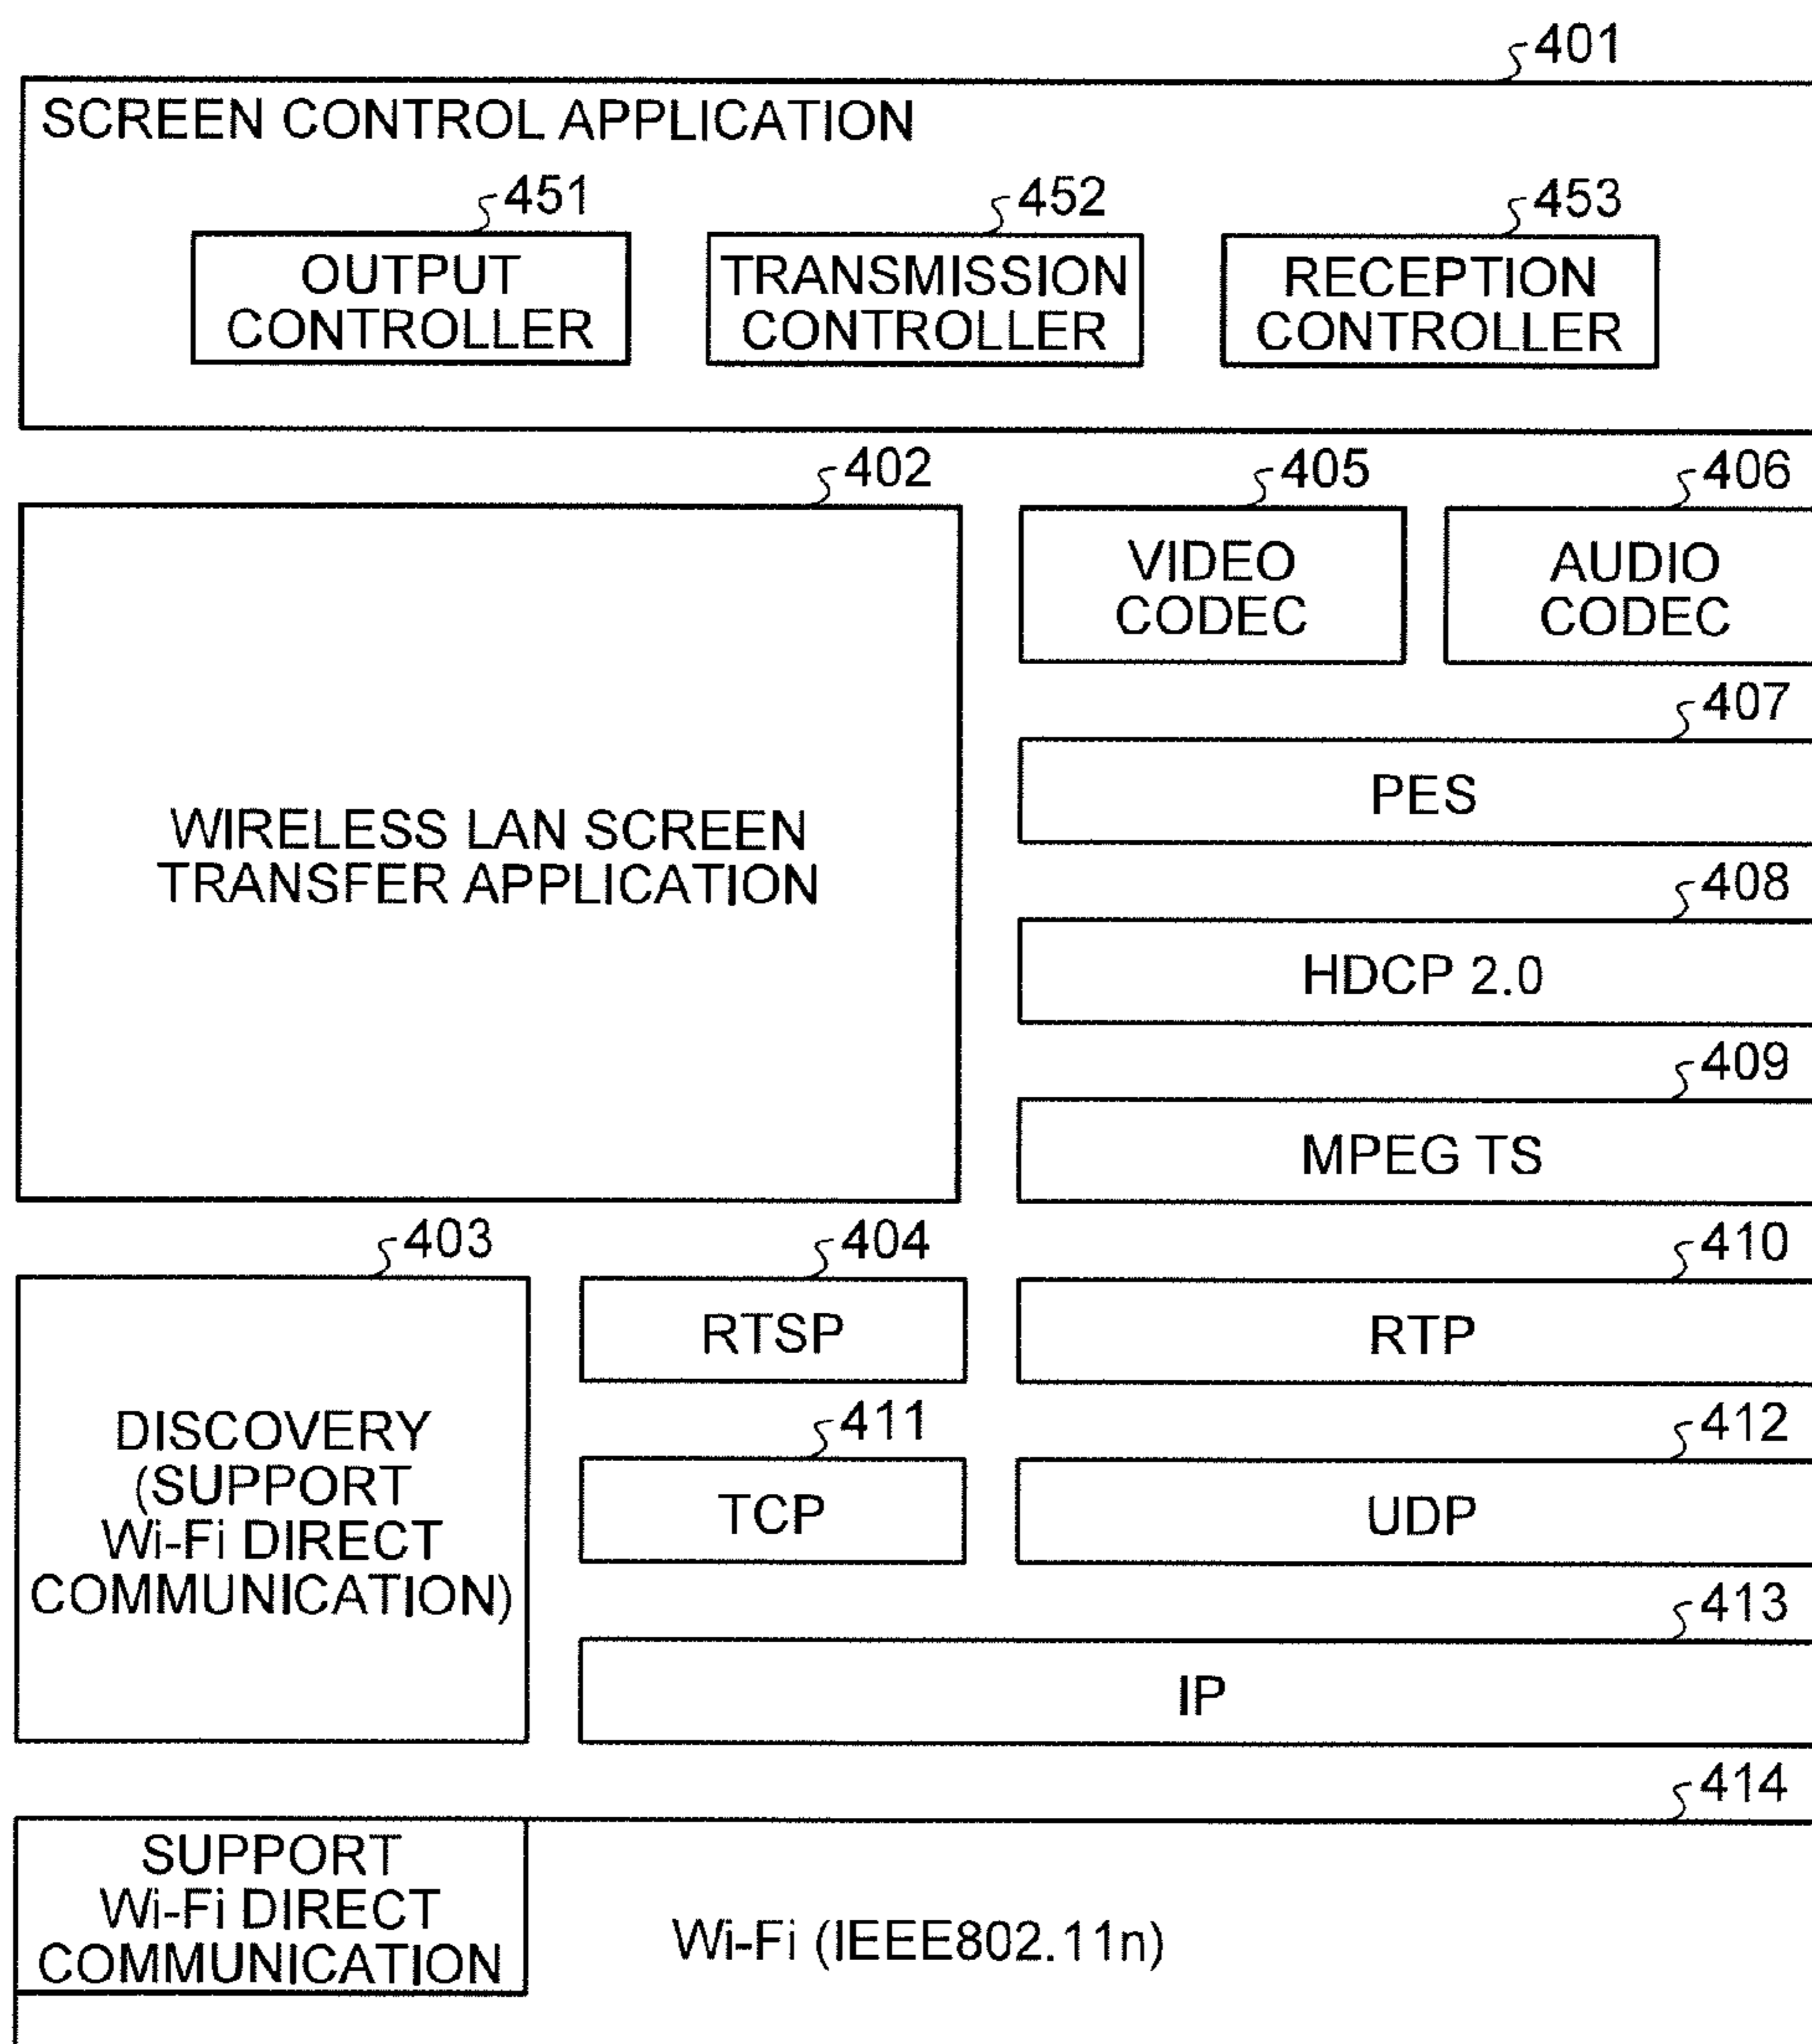 401
SCREEN CONTROL APPLICATION
451
452
453
OUTPUT
CONTROLLER
TRANSMISSION
CONTROLLER
RECEPTION
CONTROLLER
402
405
406
WIRELESS LAN SCREEN
TRANSFER APPLICATION
VIDEO
CODEC
AUDIO
CODEC
407
PES
408
HDCP 2.0
409
MPEG TS
403
404
410
DISCOVERY
(SUPPORT
Wi-Fi DIRECT
COMMUNICATION)
RTSP
RTP
411
412
TCP
UDP
413
IP
414
SUPPORT
Wi-Fi DIRECT
COMMUNICATION
Wi-Fi (IEEE802.11n)